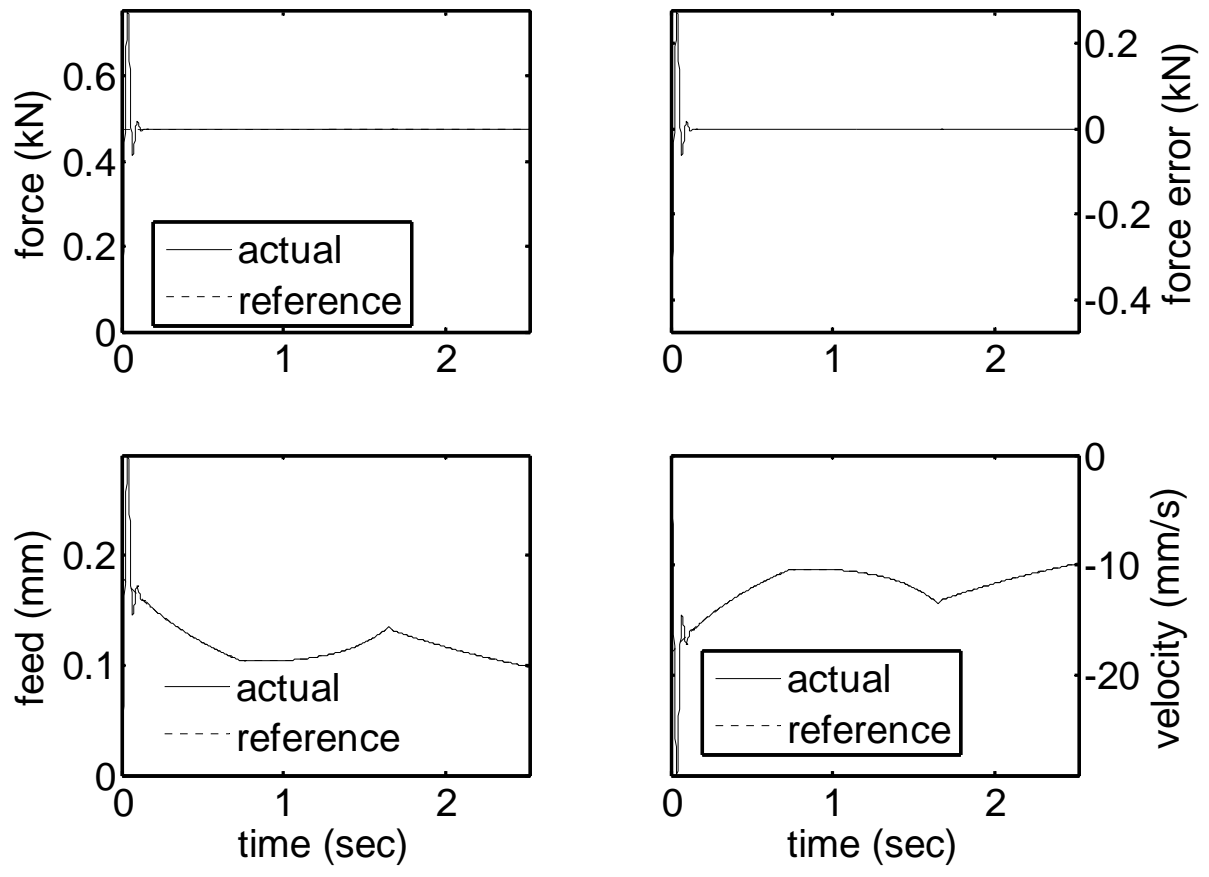 force (kN)
0.6
0.4
0.2
0
actual
reference
0
1
2
0.2
0
-0.2
-0.4
force error (kN)
0
1
2
feed (mm)
0.2
0.1
0
actual
reference
0
1
2
time (sec)
0
-10
-20
velocity (mm/s)
actual
reference
0
1
2
time (sec)